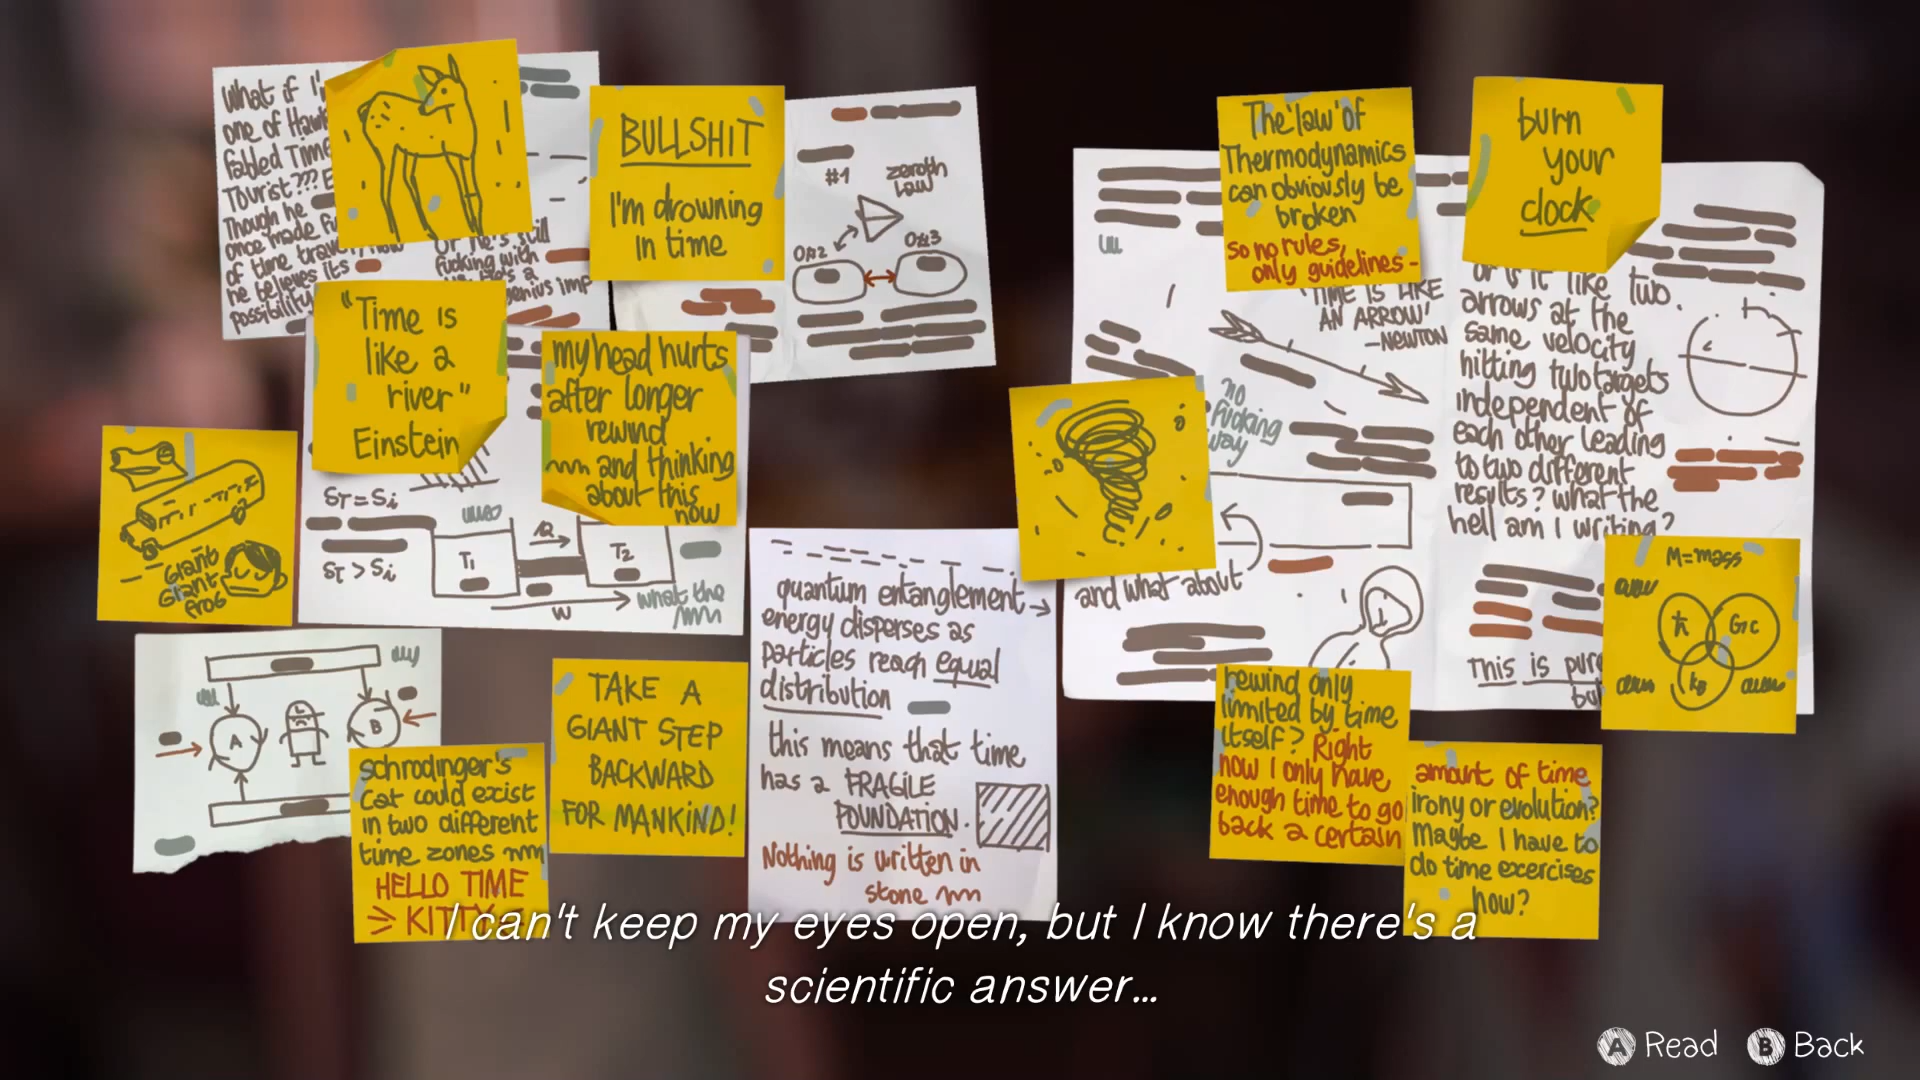 What if I'
one of Hawk
fabled Time
Tourist???
Though he
once made fu
of time trave
he believes its
possibility
or he's still
fucking with
he's a
genius imp
BULLSHIT
I'm drowning
in time
#1
zeroth
law
"Time is
like a
river"
Einstein
my head hurts
after longer
rewind
and thinking
about this
now
ST = Si
ST > Si
T1
T2
W
what the
GIANT
GIANT
FROG
A
B
schrodinger's
cat could exist
in two different
time zones
HELLO TIME
KITTY
TAKE A
GIANT STEP
BACKWARD
FOR MANKIND!
quantum entanglement
energy disperses as
particles reach equal
distribution
this means that time
has a FRAGILE
FOUNDATION.
Nothing is written in
stone
The 'law' of
Thermodynamics
can obviously be
broken
so no rules,
only guidelines-
burn
your
clock
'TIME IS LIKE
AN ARROW'
-NEWTON
no
fucking
way
or is it like two
arrows at the
same velocity
hitting two targets
independent of
each other leading
to two different
results? what the
hell am I writing?
and what about
This is pure
bu
M=mass
ħ
G,c
kB
rewind only
limited by time
itself? Right
now I only have
enough time to go
back a certain
amount of time
irony or evolution?
Maybe I have to
do time exercises
now?
I can't keep my eyes open, but I know there's a
scientific answer...
A Read B Back